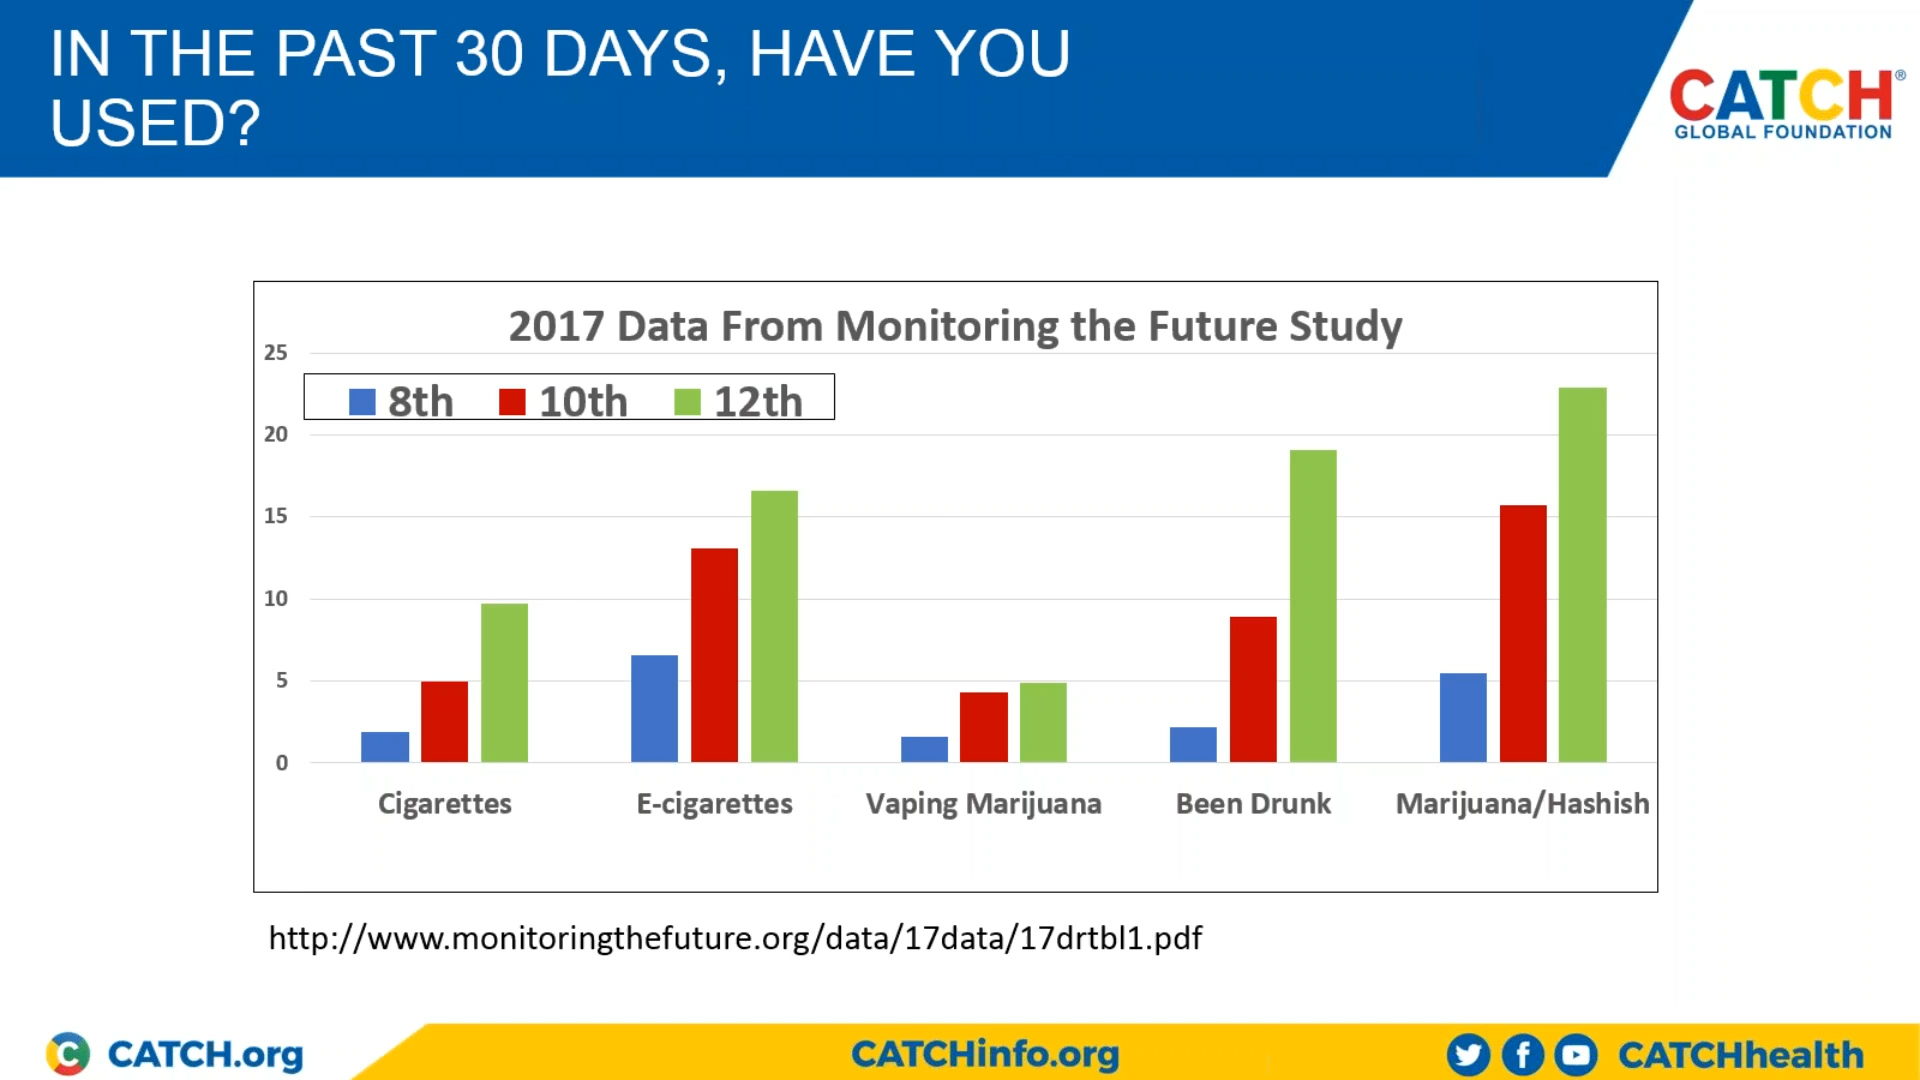 IN THE PAST 30 DAYS, HAVE YOU
USED?
CATCH®
GLOBAL FOUNDATION
2017 Data From Monitoring the Future Study
25
8th 10th 12th
20
15
10
5
0
Cigarettes E-cigarettes Vaping Marijuana Been Drunk Marijuana/Hashish
http://www.monitoringthefuture.org/data/17data/17drtbl1.pdf
C CATCH.org CATCHinfo.org f CATCHhealth